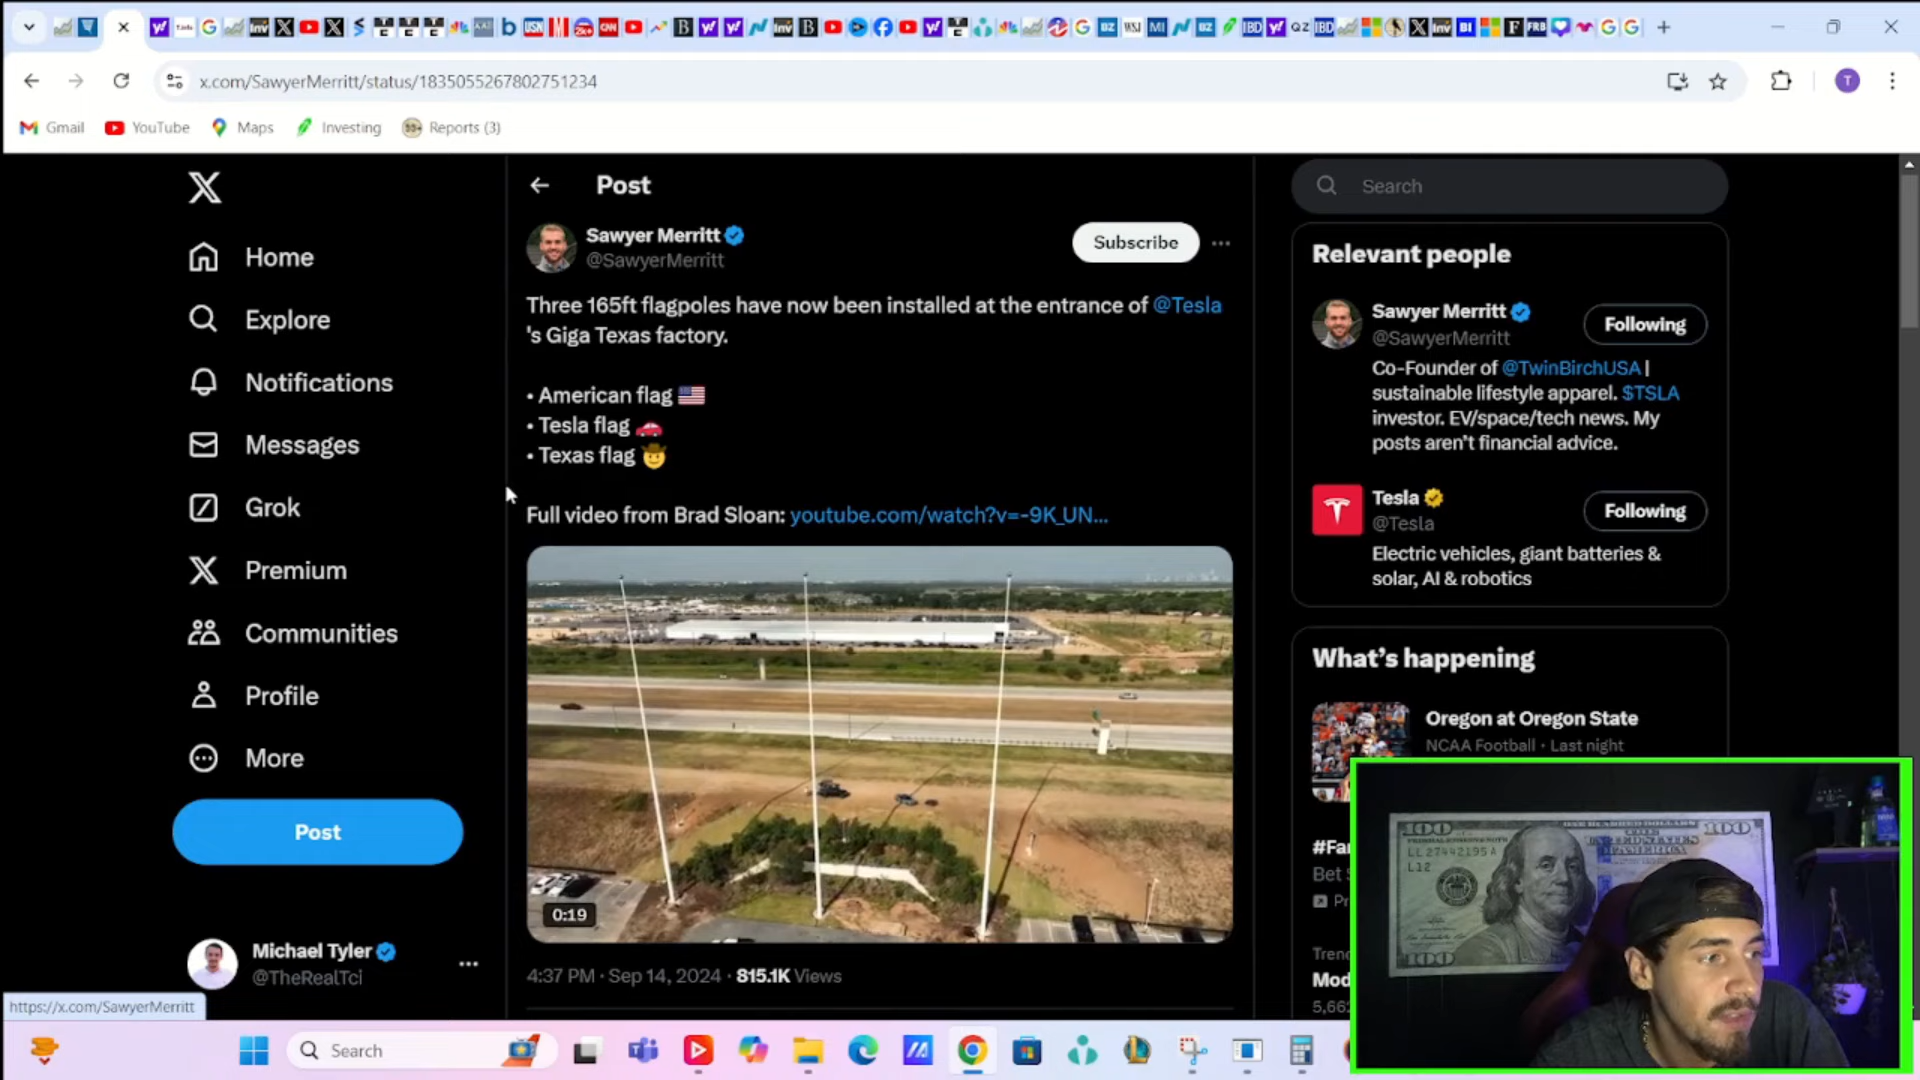 x.com/SawyerMerritt/status/1835055267802751234
Gmail
YouTube
Maps
Investing
Reports (3)
Post
Search
Sawyer Merritt
@SawyerMerritt
Subscribe
Three 165ft flagpoles have now been installed at the entrance of @Tesla
's Giga Texas factory.
• American flag
• Tesla flag
• Texas flag
Full video from Brad Sloan: youtube.com/watch?v=-9K_UN...
0:19
4:37 PM · Sep 14, 2024 · 815.1K Views
Home
Explore
Notifications
Messages
Grok
Premium
Communities
Profile
More
Post
Michael Tyler
@TheRealTci
Relevant people
Sawyer Merritt
@SawyerMerritt
Following
Co-Founder of @TwinBirchUSA |
sustainable lifestyle apparel. $TSLA
investor. EV/space/tech news. My
posts aren't financial advice.
Tesla
@Tesla
Following
Electric vehicles, giant batteries &
solar, AI & robotics
What's happening
Oregon at Oregon State
NCAA Football · Last night
100
100
LL 27442195 A
L12
100
https://x.com/SawyerMerritt
Search